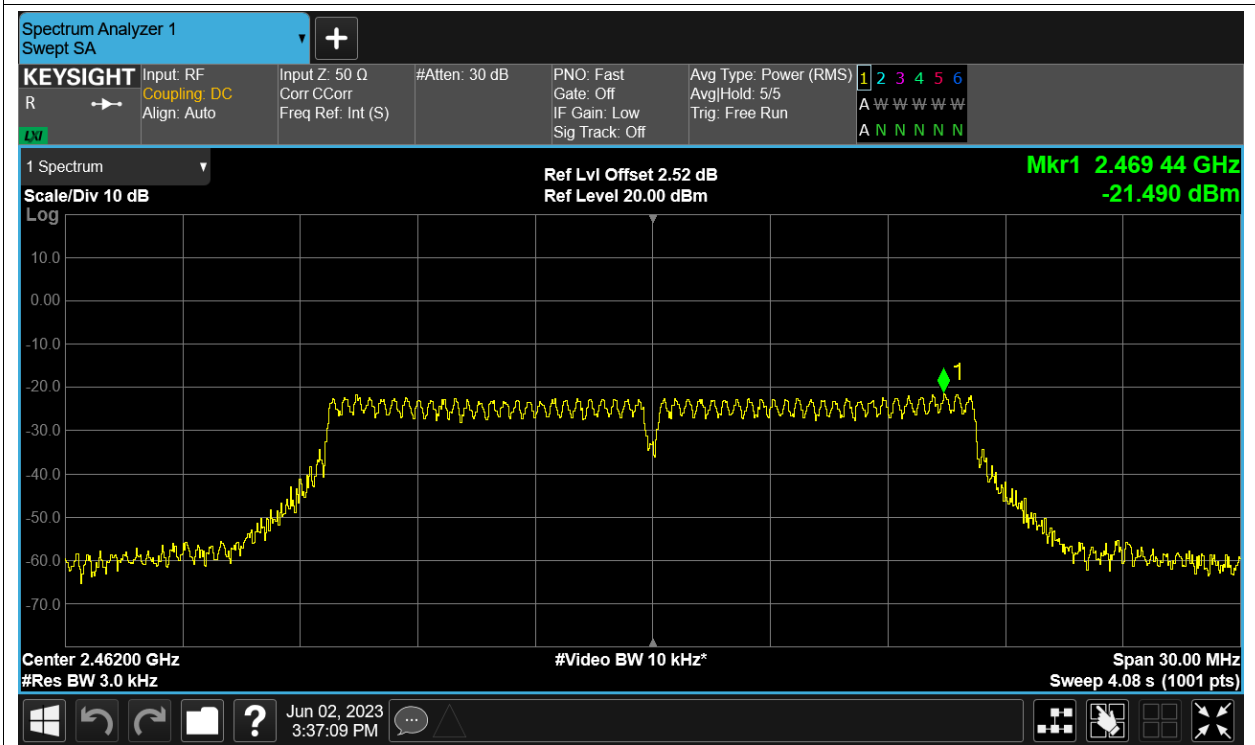 Spectrum Analyzer 1
Swept SA
KEYSIGHT
R
LXI
Input: RF
Coupling: DC
Align: Auto
Input Z: 50 Ω
Corr CCorr
Freq Ref: Int (S)
#Atten: 30 dB
PNO: Fast
Gate: Off
IF Gain: Low
Sig Track: Off
Avg Type: Power (RMS)
Avg|Hold: 5/5
Trig: Free Run
1 2 3 4 5 6
A W W W W W
A N N N N N
1 Spectrum
Scale/Div 10 dB
Log
Ref Lvl Offset 2.52 dB
Ref Level 20.00 dBm
Mkr1 2.469 44 GHz
-21.490 dBm
10.0
0.00
-10.0
-20.0
-30.0
-40.0
-50.0
-60.0
-70.0
1
Center 2.46200 GHz
#Res BW 3.0 kHz
#Video BW 10 kHz*
Span 30.00 MHz
Sweep 4.08 s (1001 pts)
?
Jun 02, 2023
3:37:09 PM